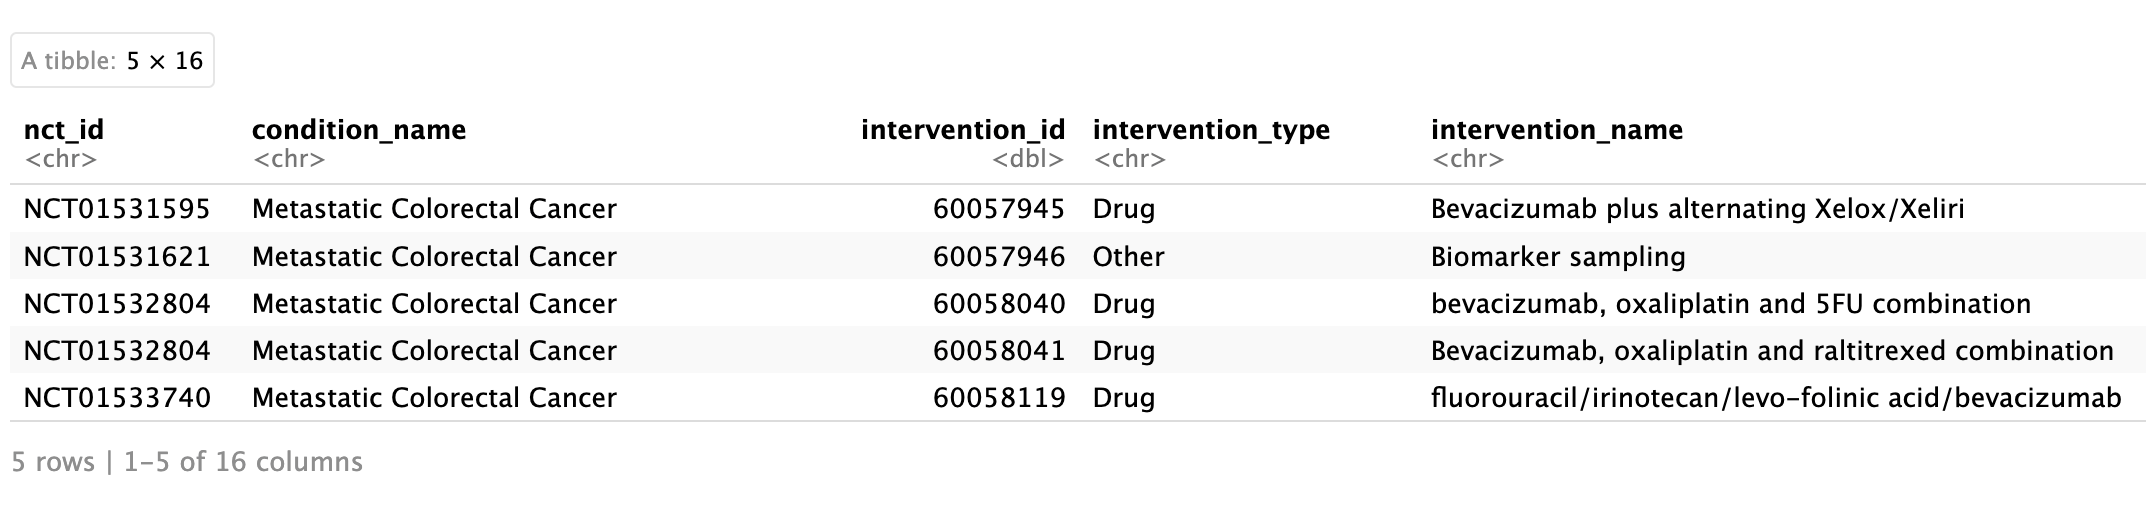 A tibble: 5 × 16
nct_id condition_name intervention_id intervention_type intervention_name
<chr> <chr> <dbl> <chr> <chr>
NCT01531595 Metastatic Colorectal Cancer 60057945 Drug Bevacizumab plus alternating Xelox/Xeliri
NCT01531621 Metastatic Colorectal Cancer 60057946 Other Biomarker sampling
NCT01532804 Metastatic Colorectal Cancer 60058040 Drug bevacizumab, oxaliplatin and 5FU combination
NCT01532804 Metastatic Colorectal Cancer 60058041 Drug Bevacizumab, oxaliplatin and raltitrexed combination
NCT01533740 Metastatic Colorectal Cancer 60058119 Drug fluorouracil/irinotecan/levo-folinic acid/bevacizumab
5 rows | 1-5 of 16 columns